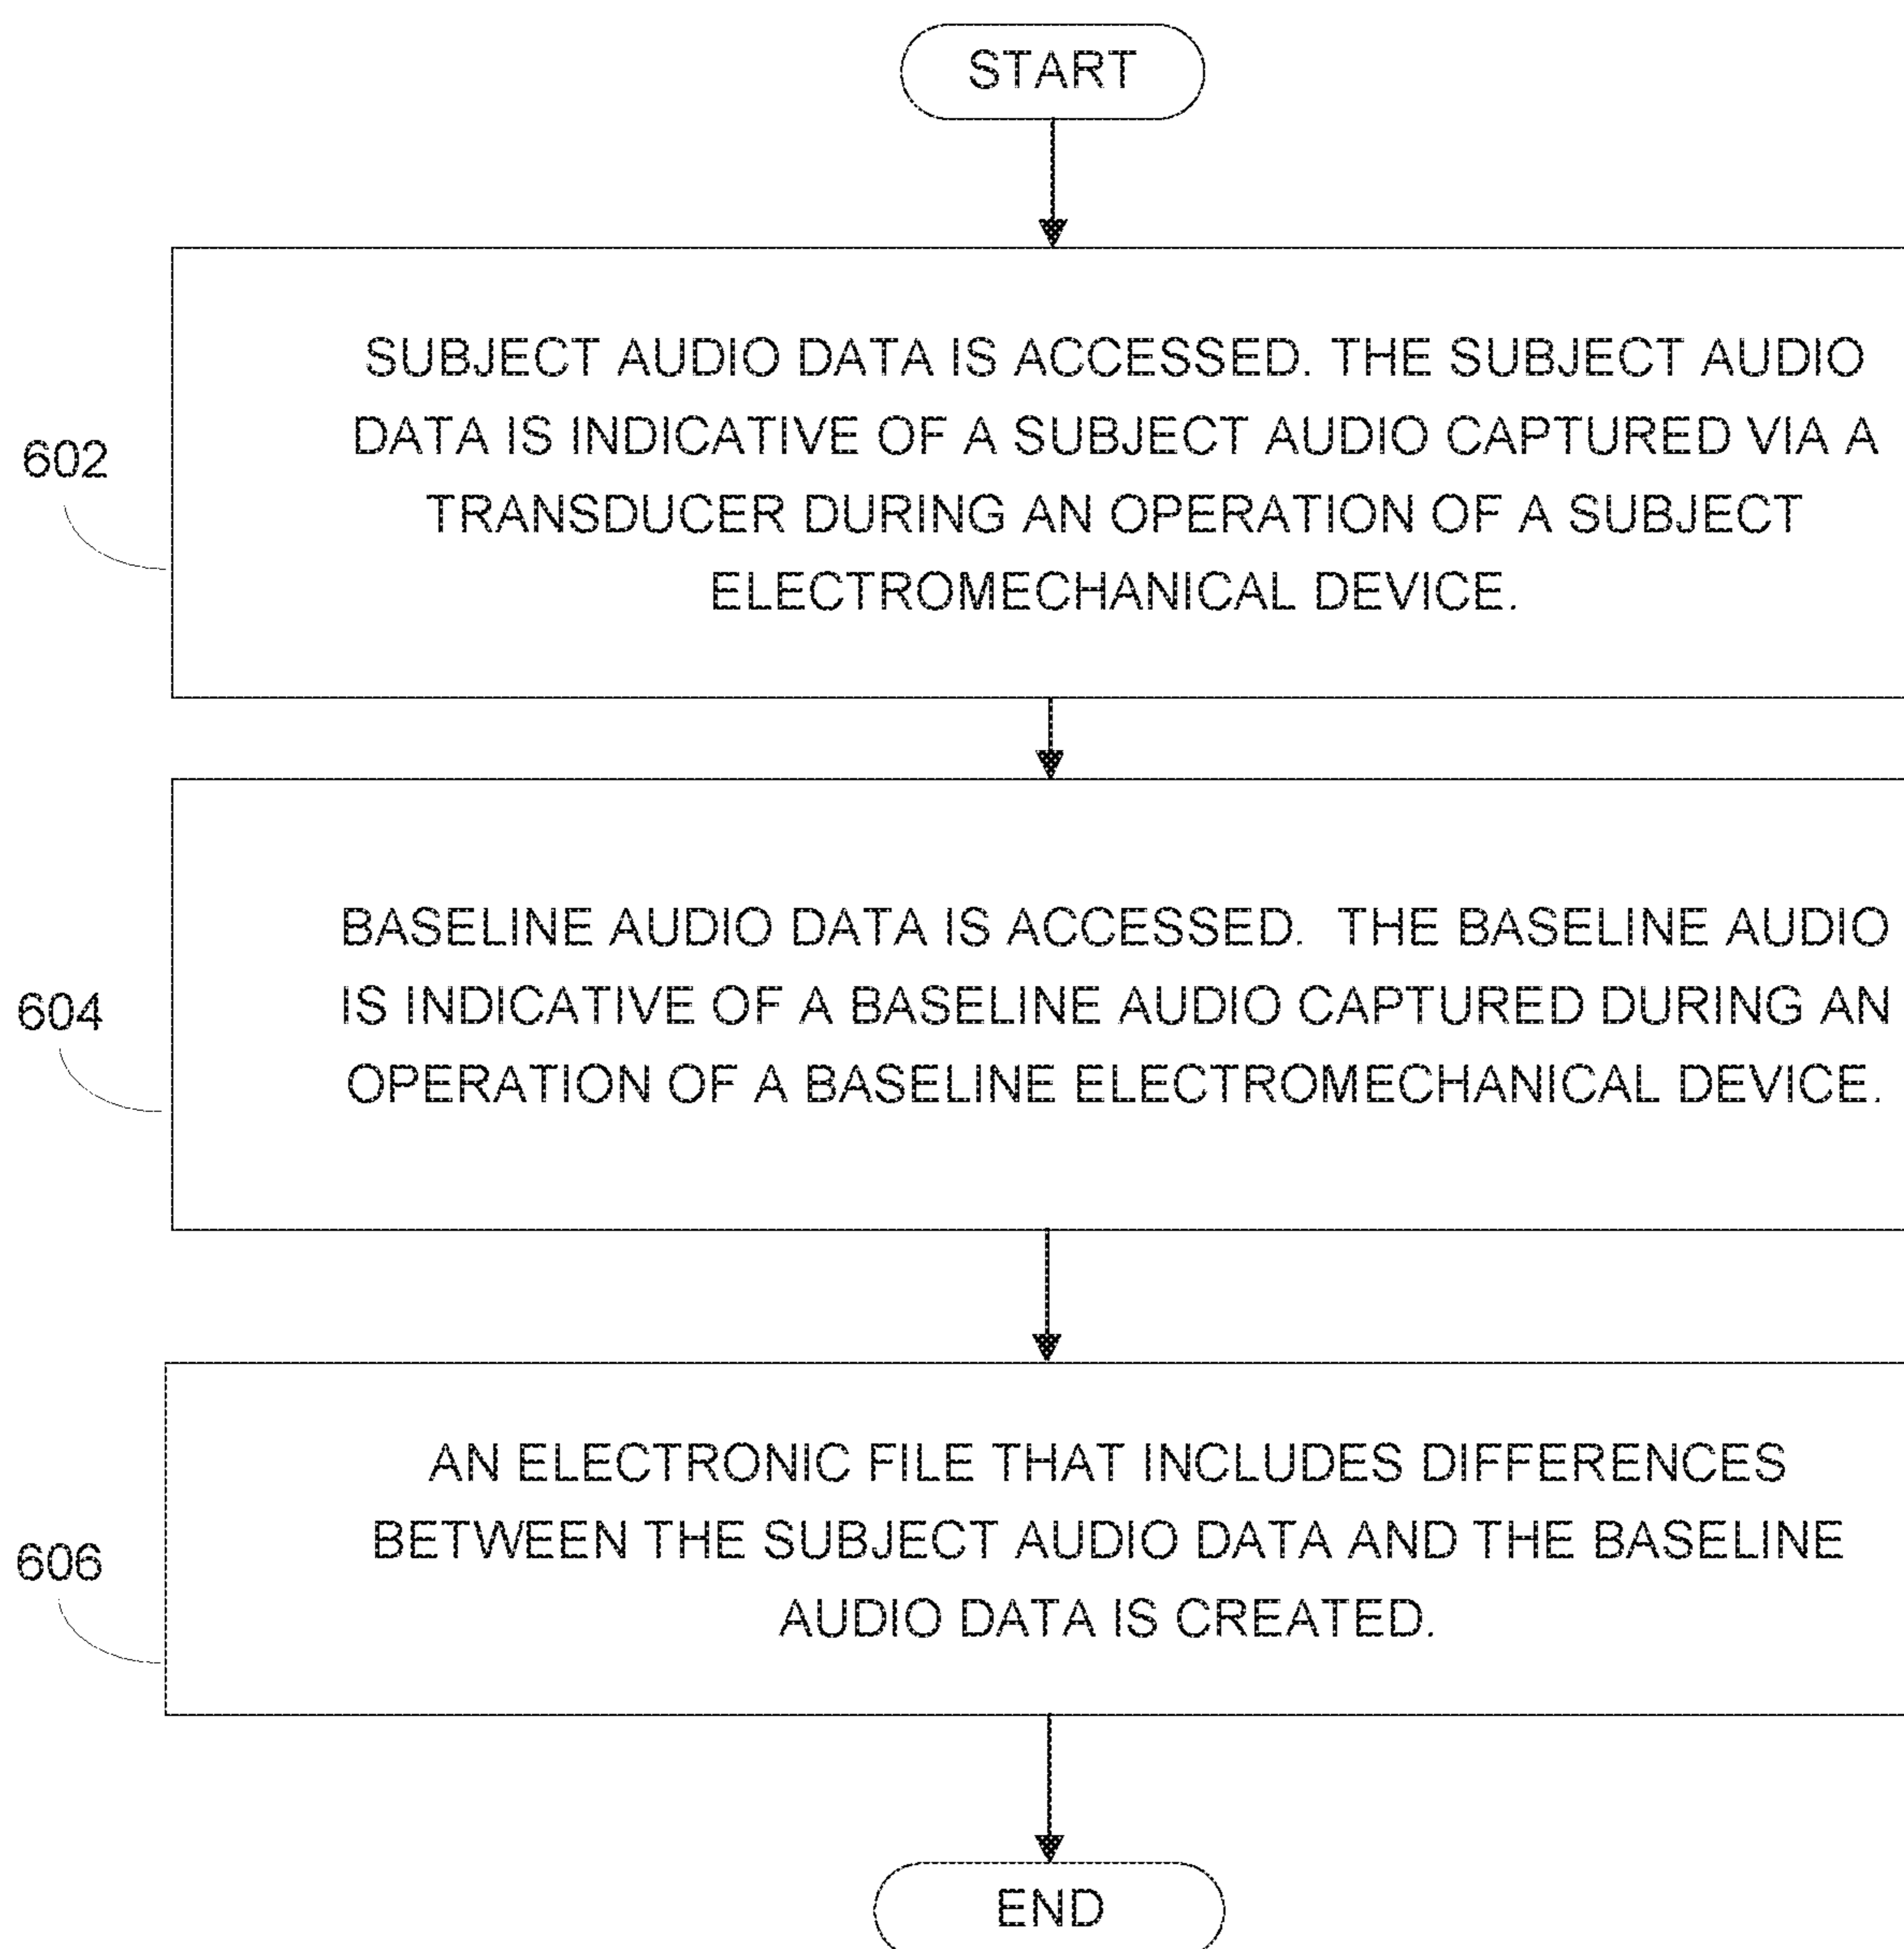 START
SUBJECT AUDIO DATA IS ACCESSED. THE SUBJECT AUDIO
DATA IS INDICATIVE OF A SUBJECT AUDIO CAPTURED VIA A
TRANSDUCER DURING AN OPERATION OF A SUBJECT
ELECTROMECHANICAL DEVICE.
602
BASELINE AUDIO DATA IS ACCESSED. THE BASELINE AUDIO
IS INDICATIVE OF A BASELINE AUDIO CAPTURED DURING AN
OPERATION OF A BASELINE ELECTROMECHANICAL DEVICE.
604
AN ELECTRONIC FILE THAT INCLUDES DIFFERENCES
BETWEEN THE SUBJECT AUDIO DATA AND THE BASELINE
AUDIO DATA IS CREATED.
606
END